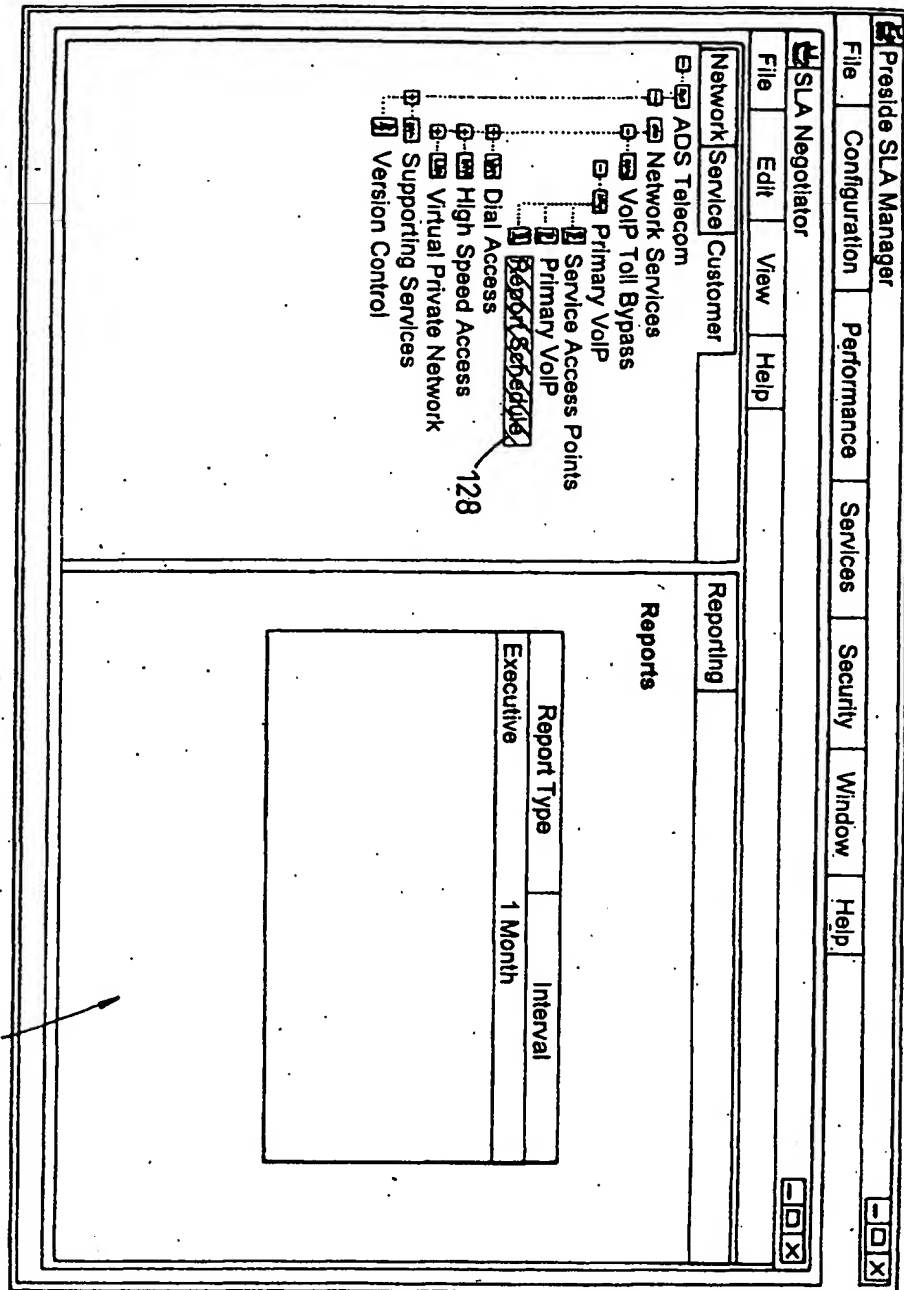 Preside SLA Manager
File Configuration Performance Services Security Window Help
SLA Negotiator
File Edit View Help
Network Service Customer
ADS Telecom
Network Services
VoIP Toll Bypass
Primary VoIP
Service Access Points
Primary VoIP
Report Schedule
Dial Access
High Speed Access
Virtual Private Network
Supporting Services
Version Control
128
Reporting
Reports
Report Type Interval
Executive 1 Month